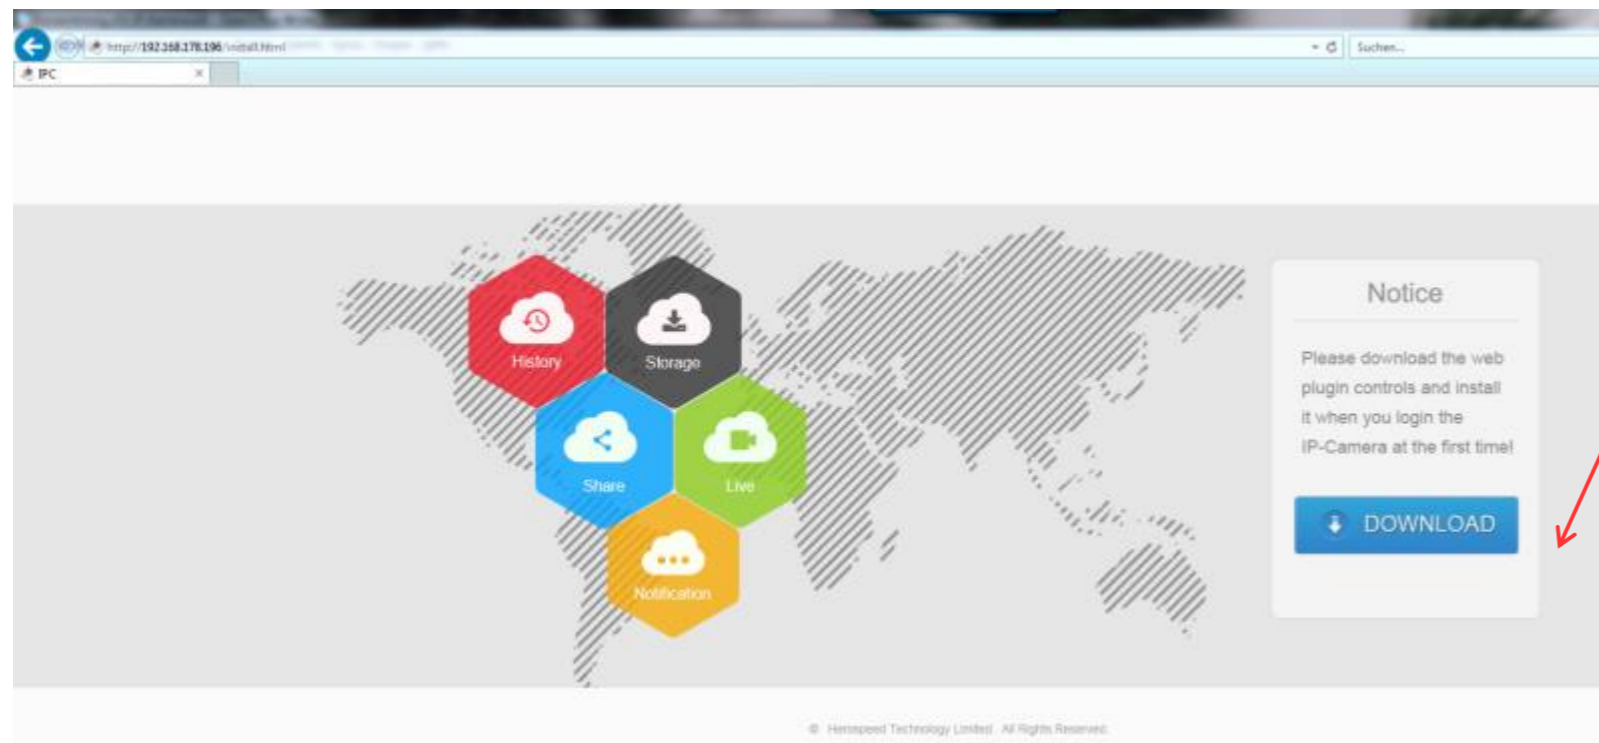 http://192.168.178.196/install.html
Suchen...
IPC
Notice
Please download the web
plugin controls and install
it when you login the
IP-Camera at the first time!
DOWNLOAD
History
Storage
Share
Live
Notification
© Herospeed Technology Limited. All Rights Reserved.